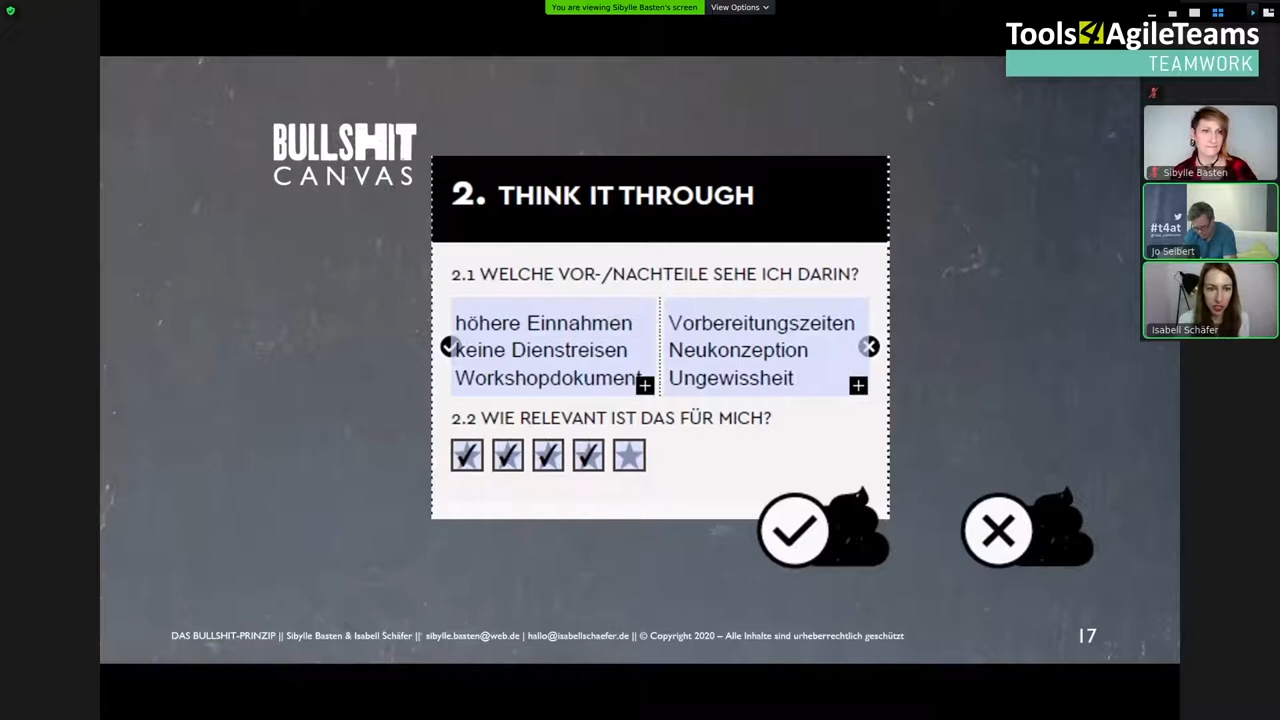 You are viewing Sibylle Basten's screen
View Options
Tools4AgileTeams
TEAMWORK
BULLSHIT
CANVAS
2. THINK IT THROUGH
2.1 WELCHE VOR-/NACHTEILE SEHE ICH DARIN?
höhere Einnahmen
keine Dienstreisen
Workshopdokument
Vorbereitungszeiten
Neukonzeption
Ungewissheit
2.2 WIE RELEVANT IST DAS FÜR MICH?
Sibylle Basten
#t4at
Jo Seibert
Isabell Schäfer
DAS BULLSHIT-PRINZIP || Sibylle Basten & Isabell Schäfer || sibylle.basten@web.de | hallo@isabellschaefer.de || © Copyright 2020 – Alle Inhalte sind urheberrechtlich geschützt
17